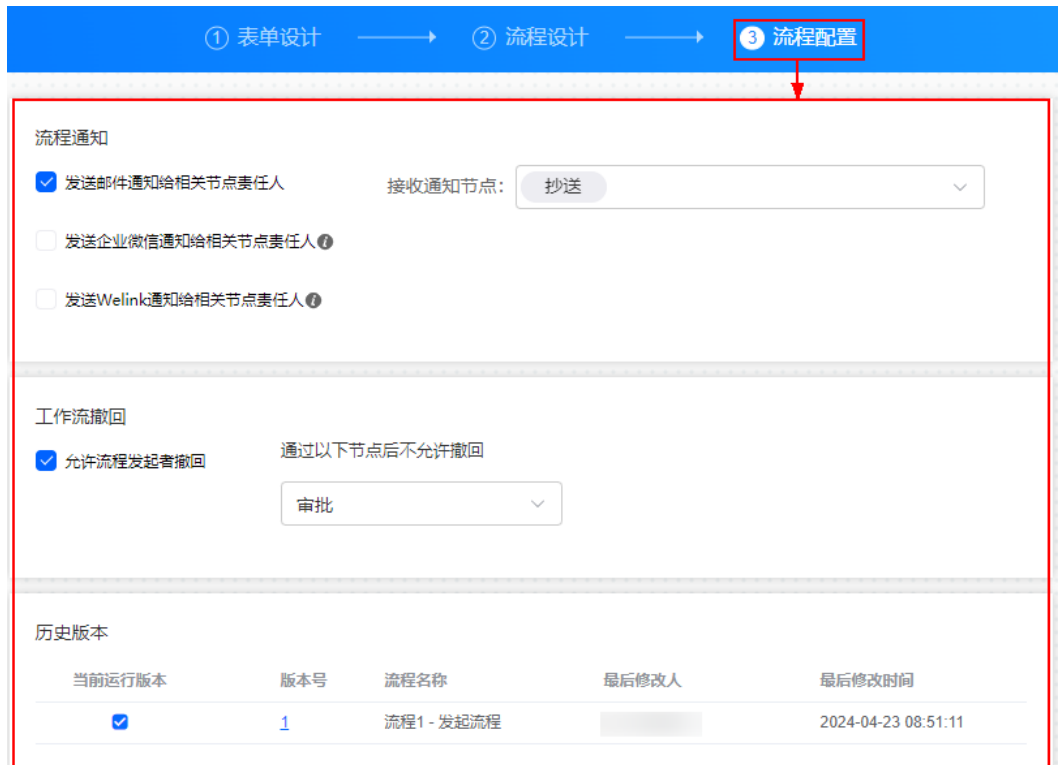 ① 表单设计 ② 流程设计 ③ 流程配置
流程通知
发送邮件通知给相关节点责任人 接收通知节点： 抄送
发送企业微信通知给相关节点责任人
发送Welink通知给相关节点责任人
工作流撤回
允许流程发起者撤回 通过以下节点后不允许撤回
审批
历史版本
当前运行版本 版本号 流程名称 最后修改人 最后修改时间
1 流程1 - 发起流程 2024-04-23 08:51:11